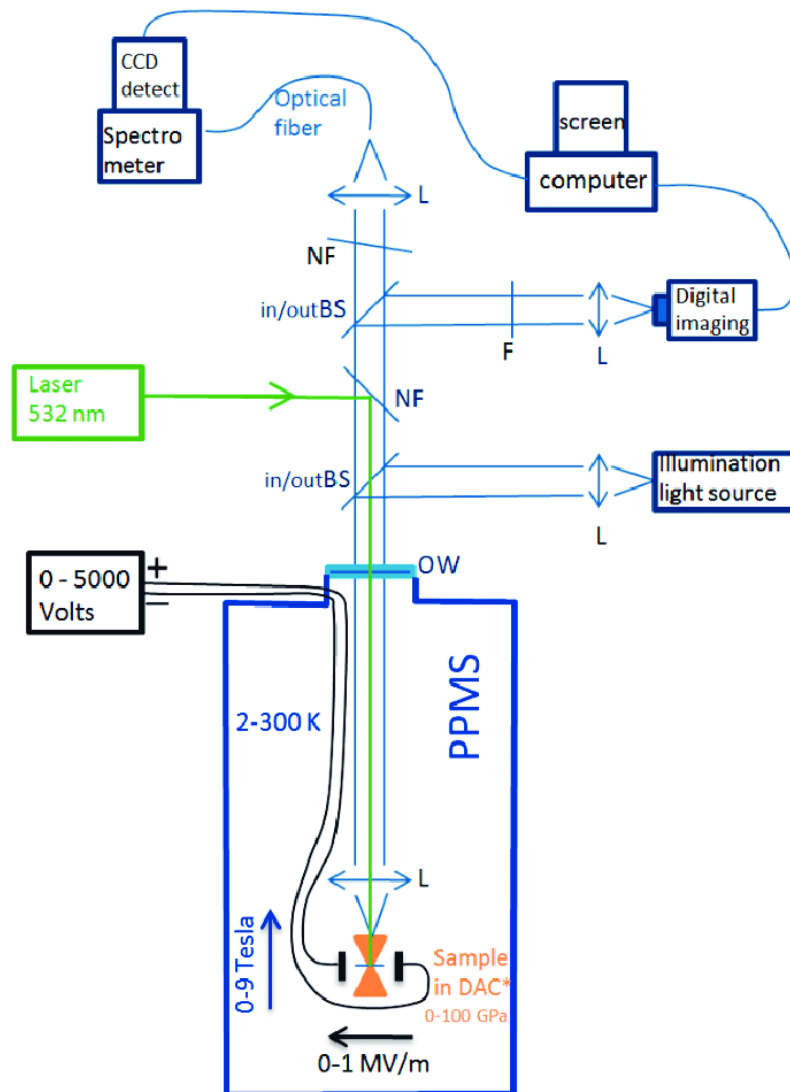 CCD
detect
Spectro
meter
Optical
fiber
screen
computer
L
NF
in/outBS
Digital
imaging
F
L
Laser
532 nm
NF
in/outBS
Illumination
light source
L
OW
0 - 5000
Volts
+
−
2-300 K
PPMS
L
0-9 Tesla
Sample
in DAC*
0-100 GPa
0-1 MV/m